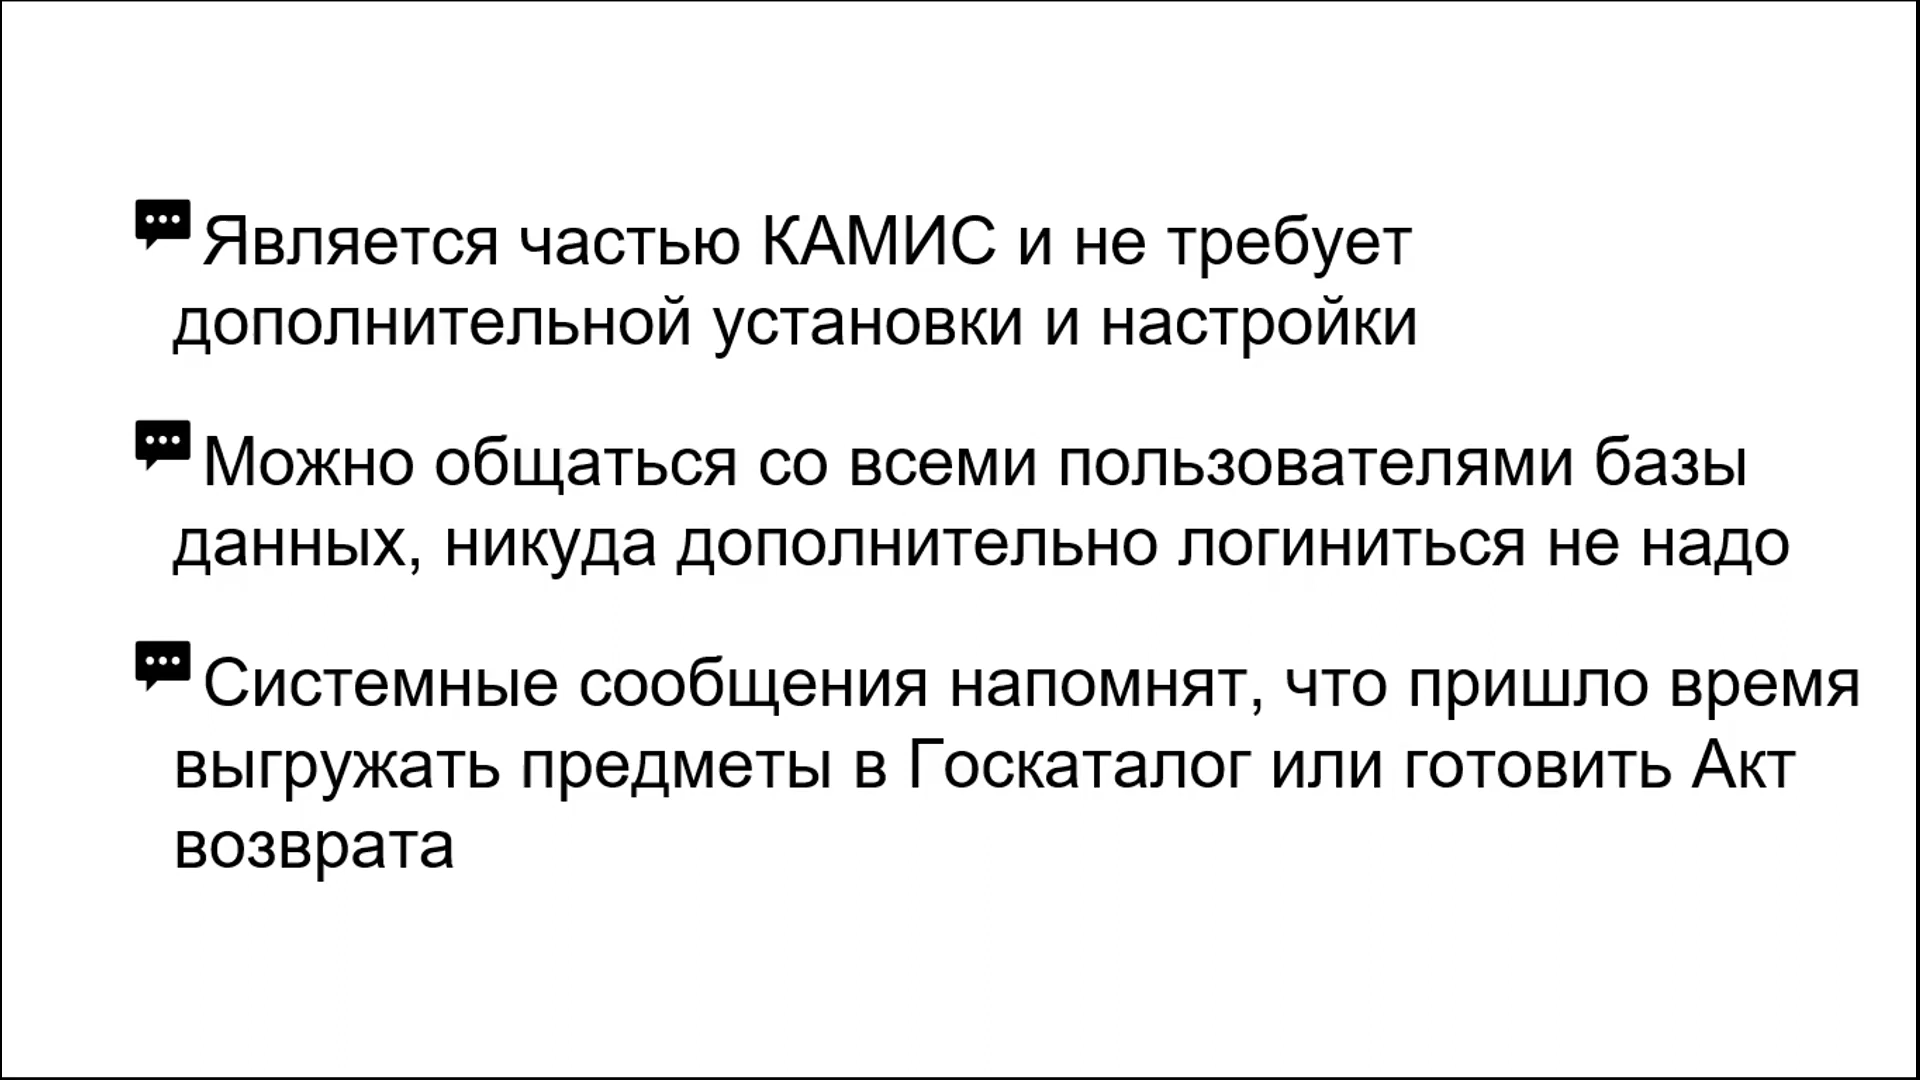 Является частью КАМИС и не требует
дополнительной установки и настройки
Можно общаться со всеми пользователями базы
данных, никуда дополнительно логиниться не надо
Системные сообщения напомнят, что пришло время
выгружать предметы в Госкаталог или готовить Акт
возврата